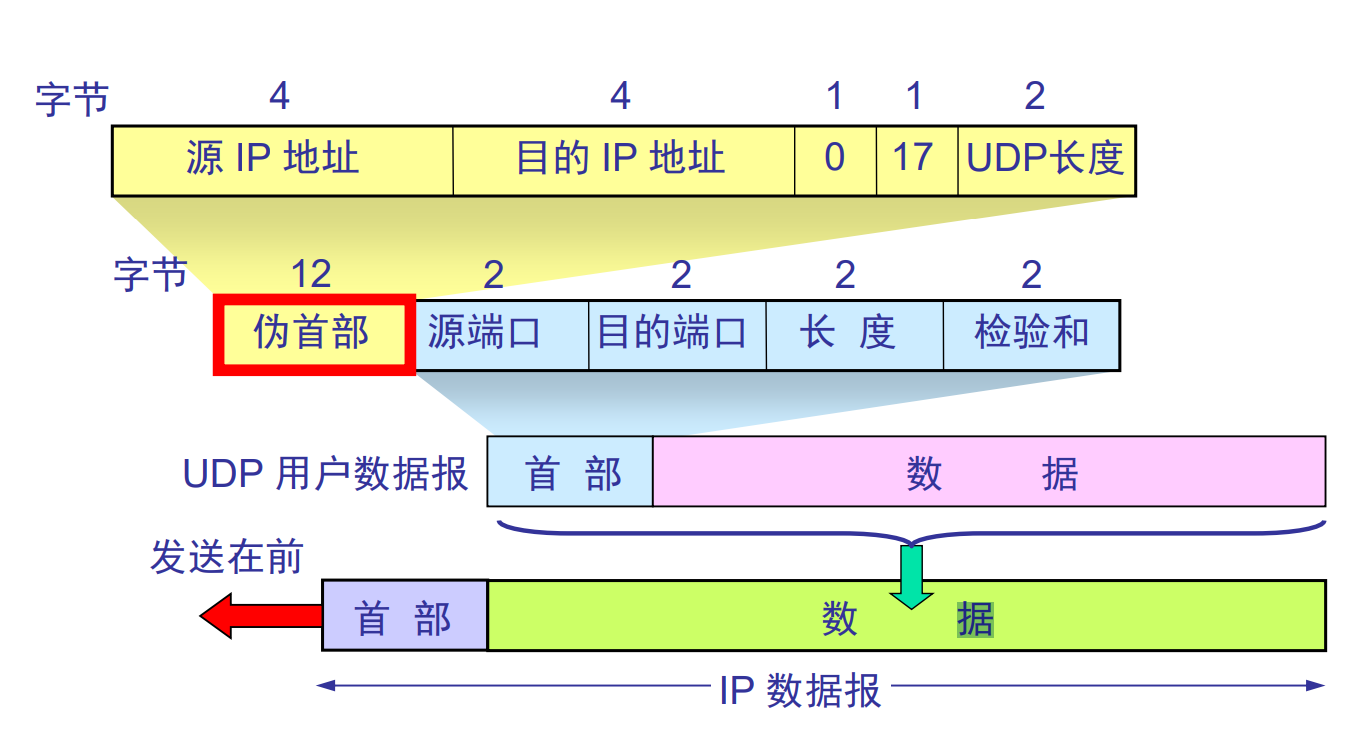 字节 4 4 1 1 2
源 IP 地址 目的 IP 地址 0 17 UDP长度
字节 12 2 2 2 2
伪首部 源端口 目的端口 长 度 检验和
UDP 用户数据报 首 部 数 据
发送在前
首 部 数 据
IP 数据报